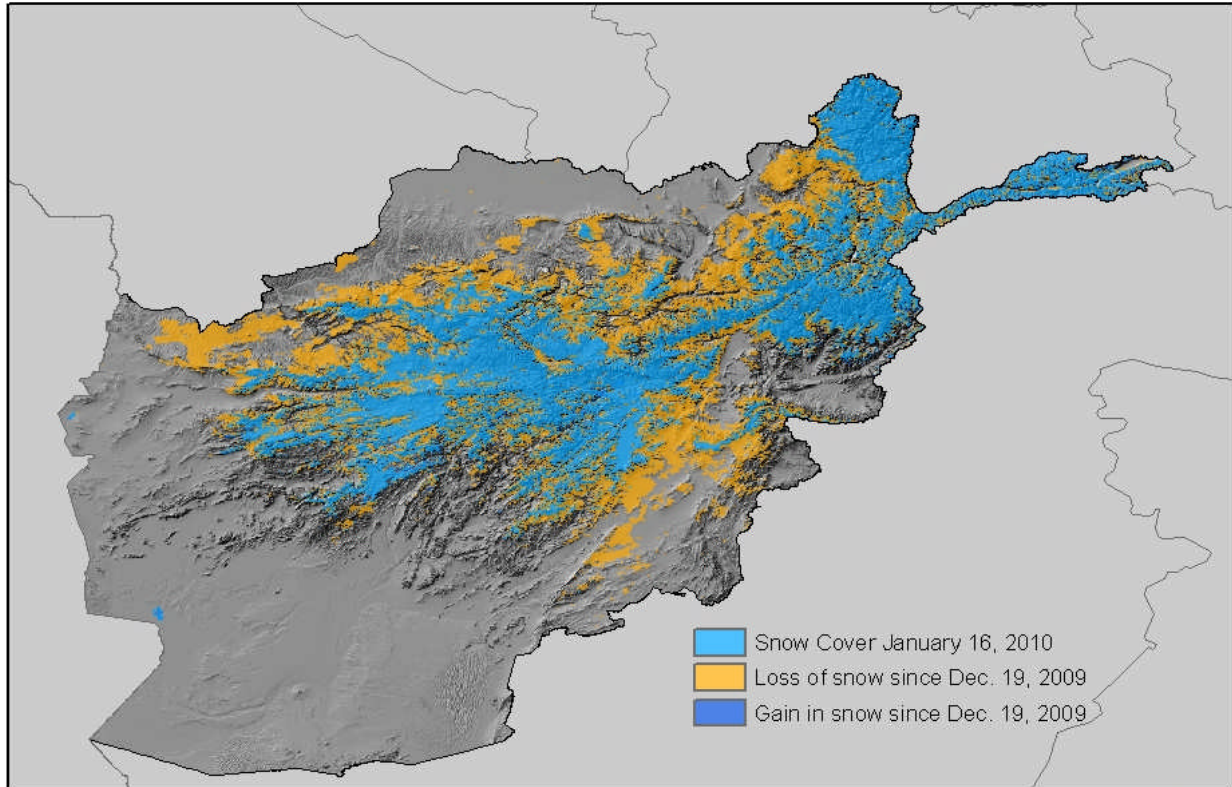 Snow Cover January 16, 2010
Loss of snow since Dec. 19, 2009
Gain in snow since Dec. 19, 2009